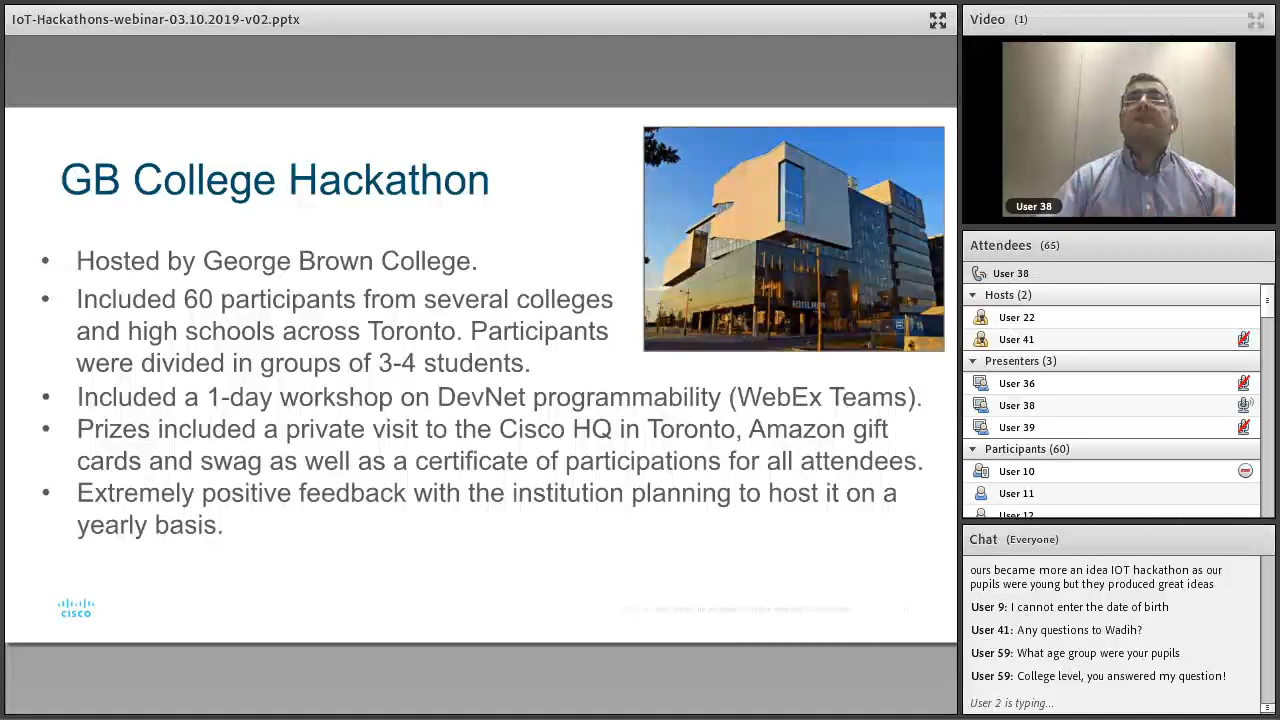 IoT-Hackathons-webinar-03.10.2019-v02.pptx
GB College Hackathon
• Hosted by George Brown College.
• Included 60 participants from several colleges
and high schools across Toronto. Participants
were divided in groups of 3-4 students.
• Included a 1-day workshop on DevNet programmability (WebEx Teams).
• Prizes included a private visit to the Cisco HQ in Toronto, Amazon gift
cards and swag as well as a certificate of participations for all attendees.
• Extremely positive feedback with the institution planning to host it on a
yearly basis.
CISCO
Video (1)
User 38
Attendees (65)
User 38
Hosts (2)
User 22
User 41
Presenters (3)
User 36
User 38
User 39
Participants (60)
User 10
User 11
User 12
Chat (Everyone)
ours became more an idea IOT hackathon as our
pupils were young but they produced great ideas
User 9: I cannot enter the date of birth
User 41: Any questions to Wadih?
User 59: What age group were your pupils
User 59: College level, you answered my question!
User 2 is typing...